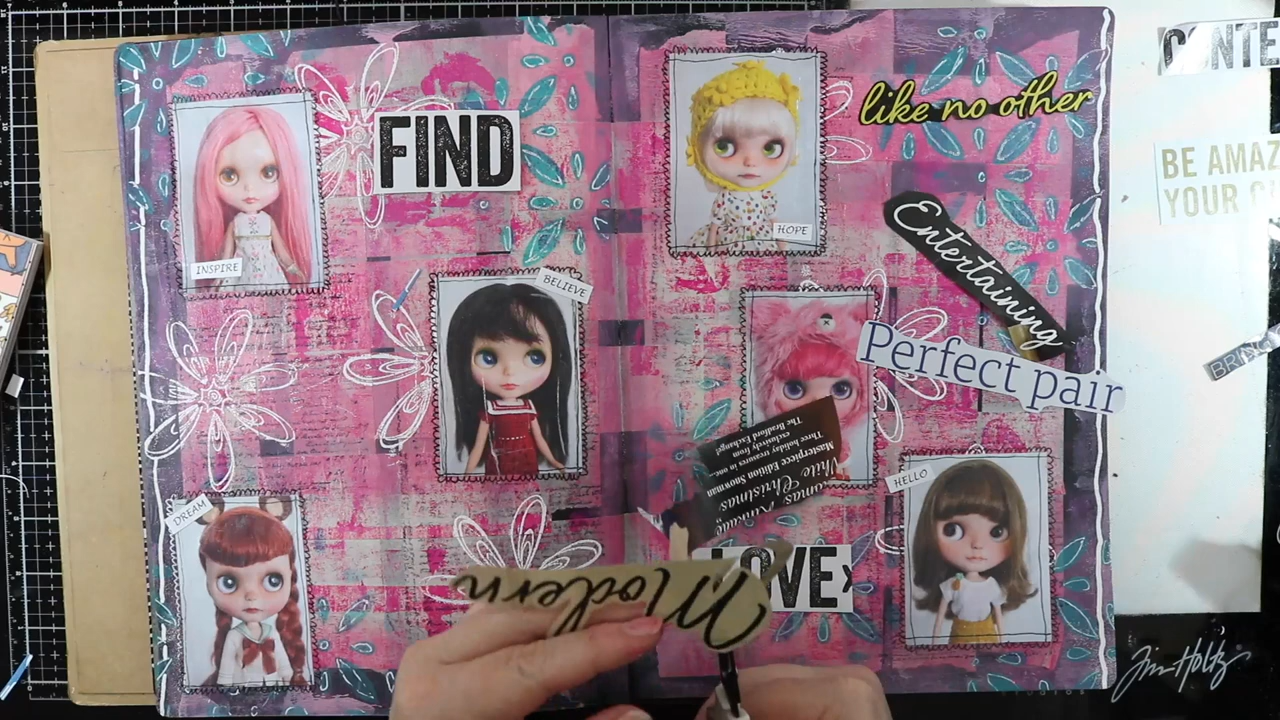 FIND
like no other
CONTE
BE AMAZ
YOUR
INSPIRE
HOPE
Entertaining
BELIEVE
Perfect pair
BRI
HELLO
DREAM
The Bradford Exchange!
exclusively from
Three holiday treasures in one—
Masterpiece Edition Snowman
White Christmas
LOVE
Modern
Tim Holtz